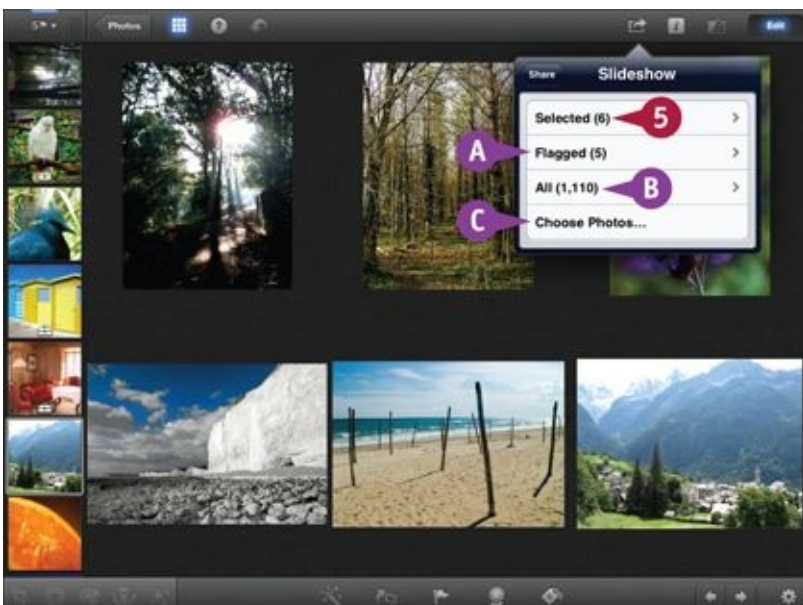 Photos
Edit
Share
Slideshow
Selected (6)
5
A
Flagged (5)
All (1,110)
B
C
Choose Photos...